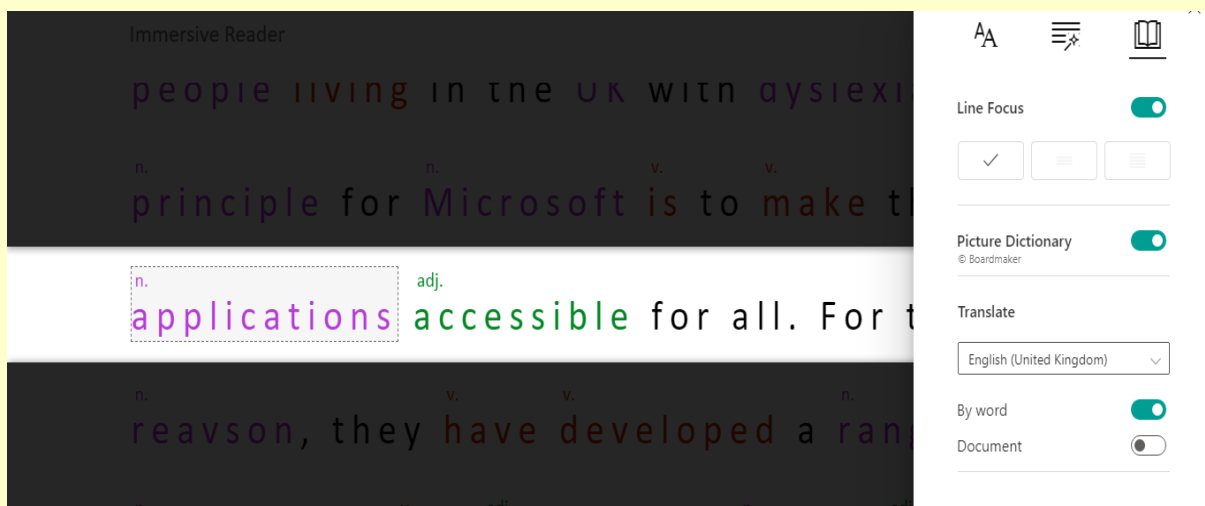 Immersive Reader
people living in the UK with dyslexi
n. n. v. v.
principle for Microsoft is to make th
n. adj.
applications accessible for all. For t
n. v. v. n.
reavson, they have developed a rang
Line Focus
Picture Dictionary
© Boardmaker
Translate
English (United Kingdom)
By word
Document